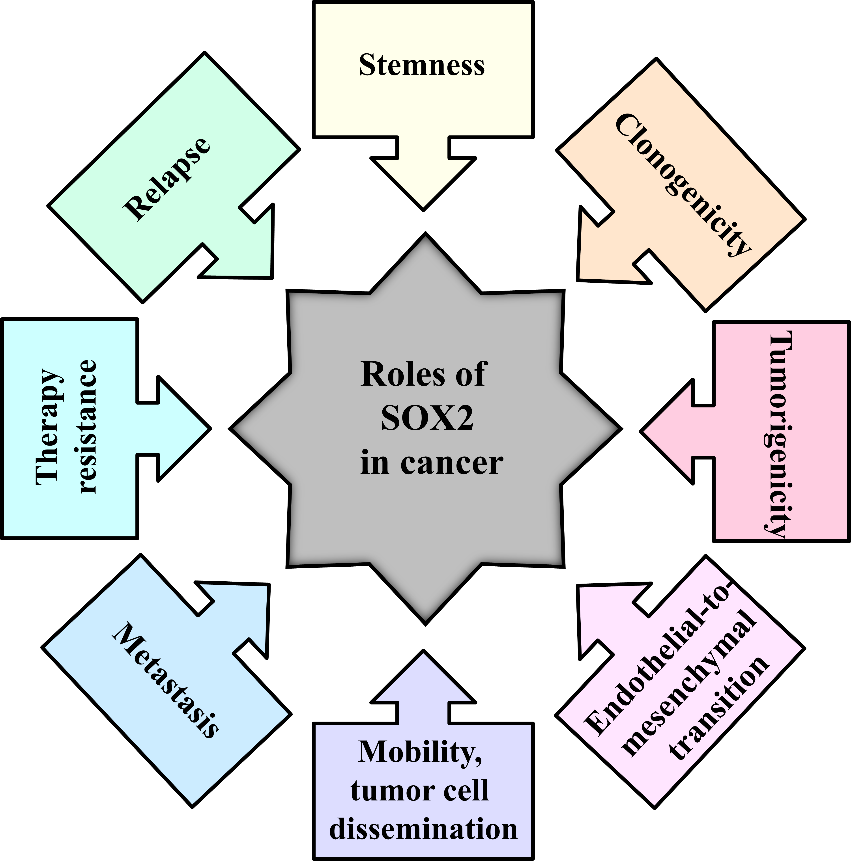 Stemness
Clonogenicity
Tumorigenicity
Endothelial-to-
mesenchymal
transition
Mobility,
tumor cell
dissemination
Metastasis
Therapy
resistance
Relapse
Roles of
SOX2
in cancer